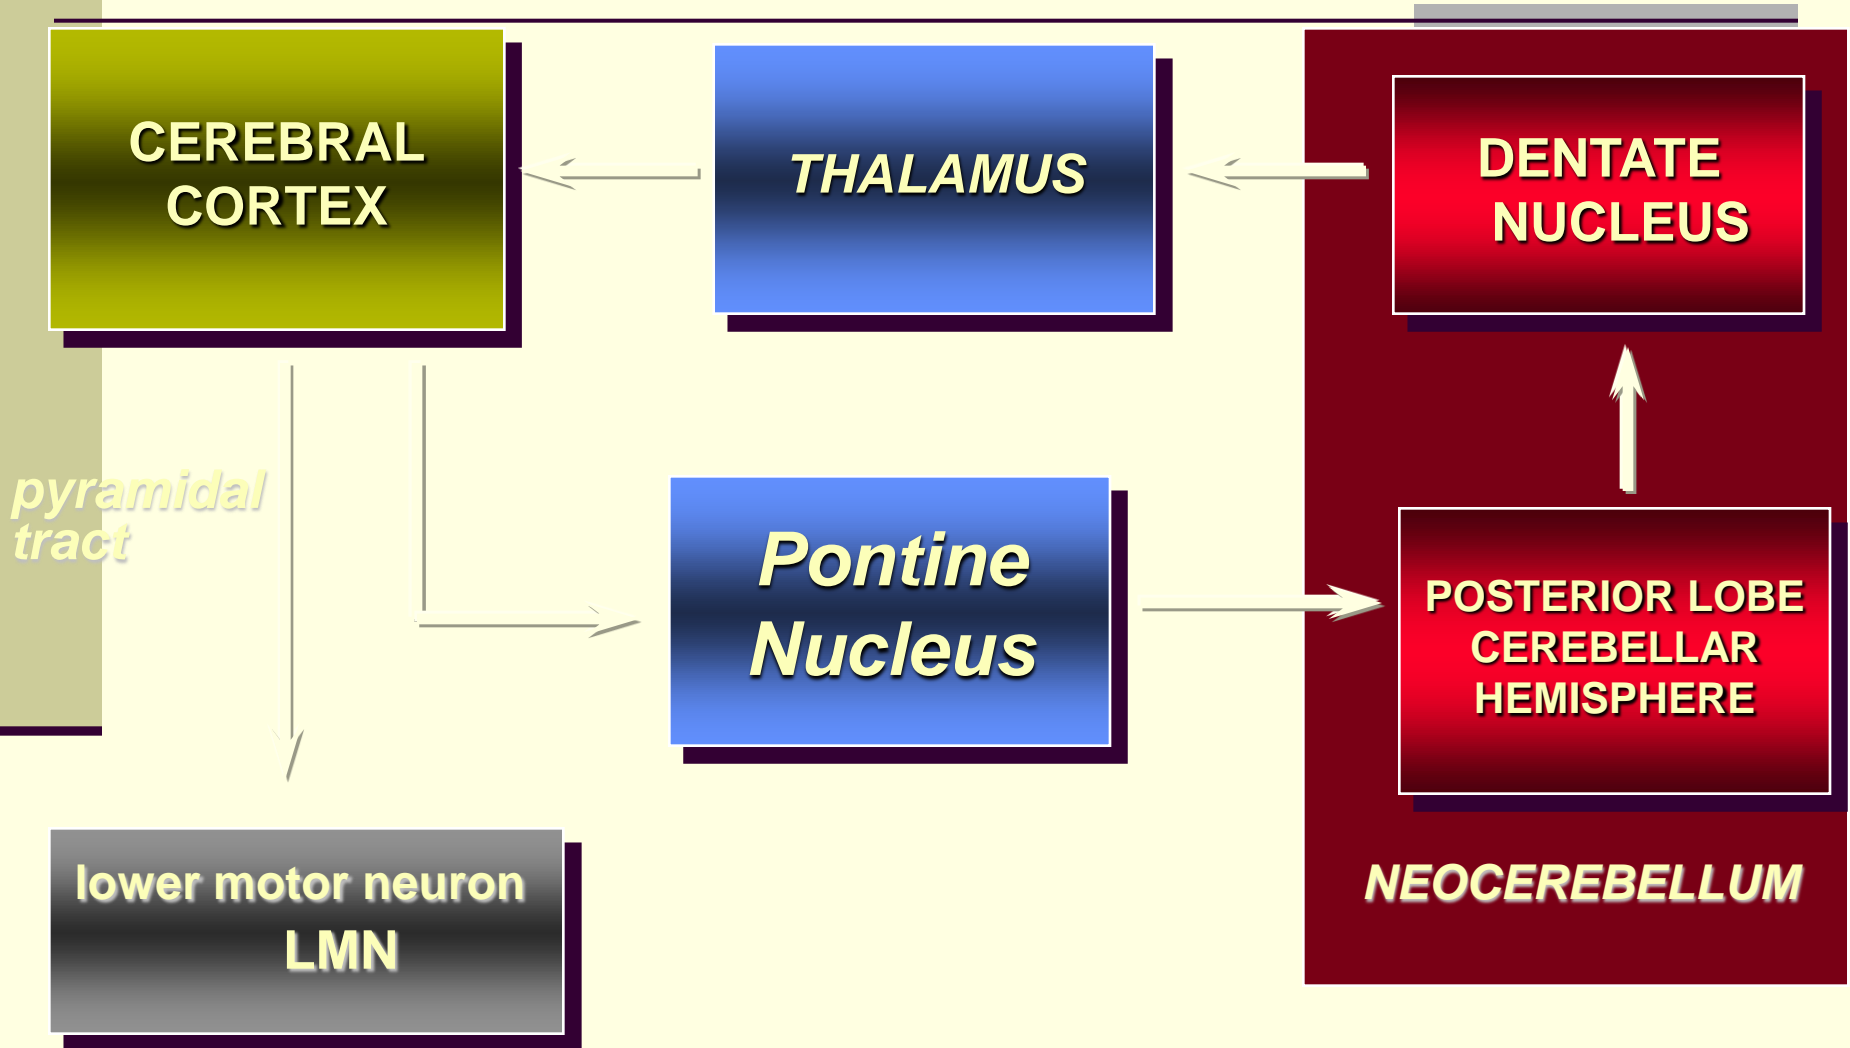 CEREBRAL
CORTEX
THALAMUS
DENTATE
NUCLEUS
pyramidal
tract
Pontine
Nucleus
POSTERIOR LOBE
CEREBELLAR
HEMISPHERE
lower motor neuron
LMN
NEOCEREBELLUM